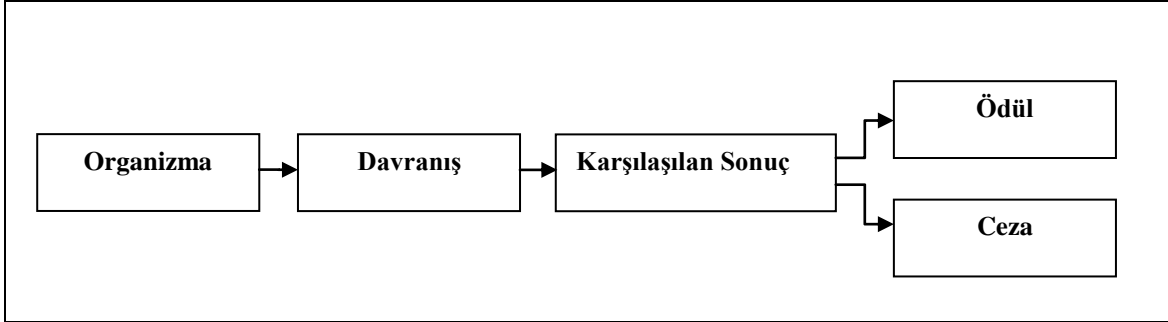 Organizma
Davranış
Karşılaşılan Sonuç
Ödül
Ceza